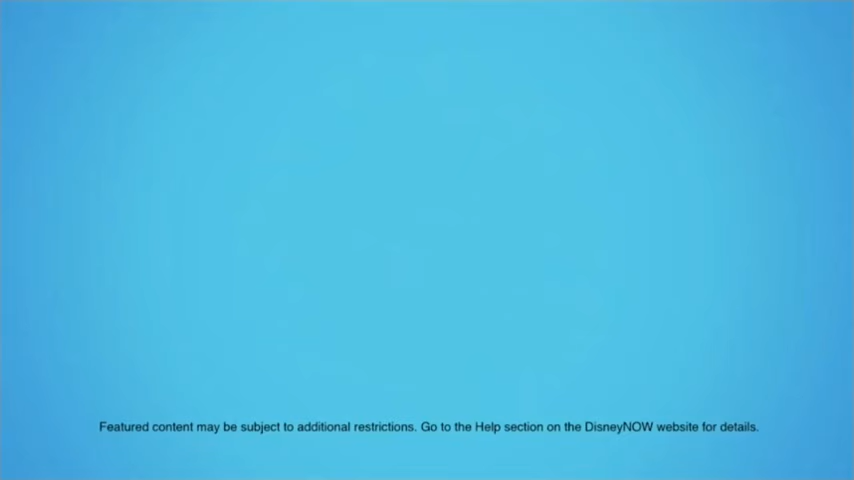 Featured content may be subject to additional restrictions. Go to the Help section on the DisneyNOW website for details.